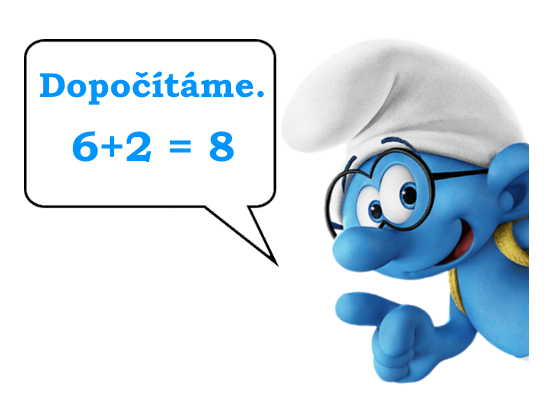 Dopočítáme.
6+2 = 8